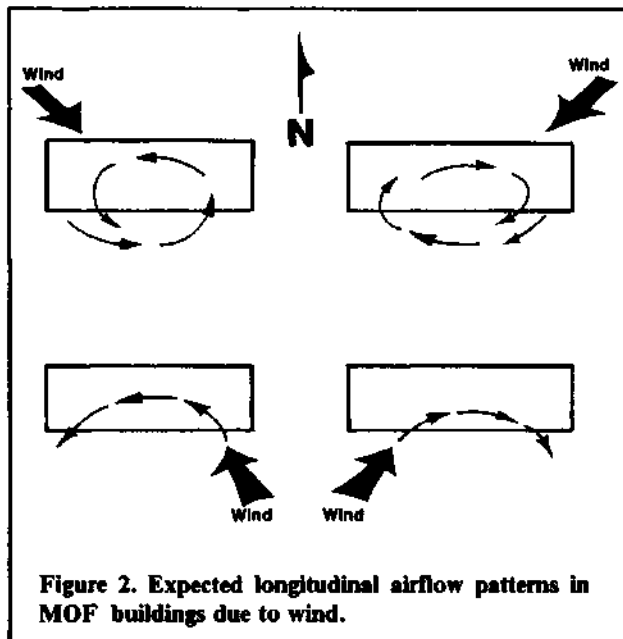 Wind
Wind
N
Wind
Wind
Figure 2. Expected longitudinal airflow patterns in
MOF buildings due to wind.